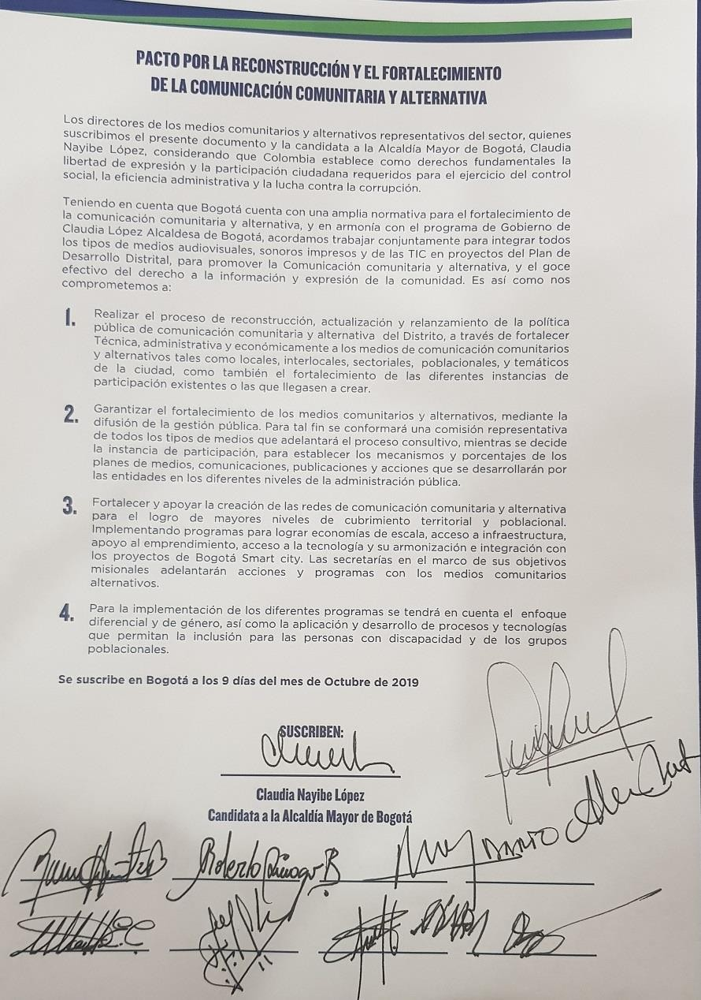 PACTO POR LA RECONSTRUCCIÓN Y EL FORTALECIMIENTO
DE LA COMUNICACIÓN COMUNITARIA Y ALTERNATIVA
Los directores de los medios comunitarios y alternativos representativos del sector, quienes
suscribimos el presente documento y la candidata a la Alcaldía Mayor de Bogotá, Claudia
Nayibe López, considerando que Colombia establece como derechos fundamentales la
libertad de expresión y la participación ciudadana requeridos para el ejercicio del control
social, la eficiencia administrativa y la lucha contra la corrupción.
Teniendo en cuenta que Bogotá cuenta con una amplia normativa para el fortalecimiento de
la comunicación comunitaria y alternativa, y en armonía con el programa de Gobierno de
Claudia López Alcaldesa de Bogotá, acordamos trabajar conjuntamente para integrar todos
los tipos de medios audiovisuales, sonoros impresos y de las TIC en proyectos del Plan de
Desarrollo Distrital, para promover la Comunicación comunitaria y alternativa, y el goce
efectivo del derecho a la información y expresión de la comunidad. Es así como nos
comprometemos a:
1. Realizar el proceso de reconstrucción, actualización y relanzamiento de la política
pública de comunicación comunitaria y alternativa del Distrito, a través de fortalecer
Técnica, administrativa y económicamente a los medios de comunicación comunitarios
y alternativos tales como locales, interlocales, sectoriales, poblacionales, y temáticos
de la ciudad, como también el fortalecimiento de las diferentes instancias de
participación existentes o las que llegasen a crear.
2. Garantizar el fortalecimiento de los medios comunitarios y alternativos, mediante la
difusión de la gestión pública. Para tal fin se conformará una comisión representativa
de todos los tipos de medios que adelantará el proceso consultivo, mientras se decide
la instancia de participación, para establecer los mecanismos y porcentajes de los
planes de medios, comunicaciones, publicaciones y acciones que se desarrollarán por
las entidades en los diferentes niveles de la administración pública.
3. Fortalecer y apoyar la creación de las redes de comunicación comunitaria y alternativa
para el logro de mayores niveles de cubrimiento territorial y poblacional.
Implementando programas para lograr economías de escala, acceso a infraestructura,
apoyo al emprendimiento, acceso a la tecnología y su armonización e integración con
los proyectos de Bogotá Smart city. Las secretarías en el marco de sus objetivos
misionales adelantarán acciones y programas con los medios comunitarios
alternativos.
4. Para la implementación de los diferentes programas se tendrá en cuenta el enfoque
diferencial y de género, así como la aplicación y desarrollo de procesos y tecnologías
que permitan la inclusión para las personas con discapacidad y de los grupos
poblacionales.
Se suscribe en Bogotá a los 9 días del mes de Octubre de 2019
SUSCRIBEN:
Claudia Nayibe López
Candidata a la Alcaldía Mayor de Bogotá
Roberto